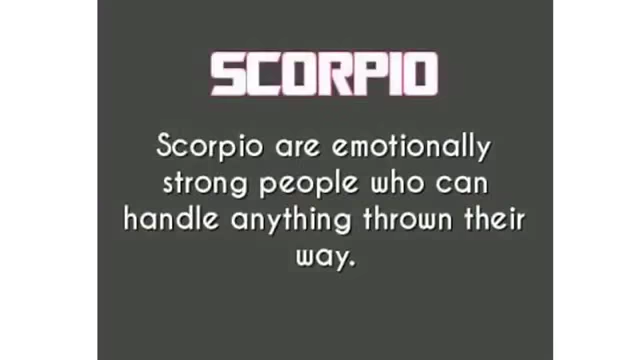 SCORPIO
Scorpio are emotionally
strong people who can
handle anything thrown their
way.